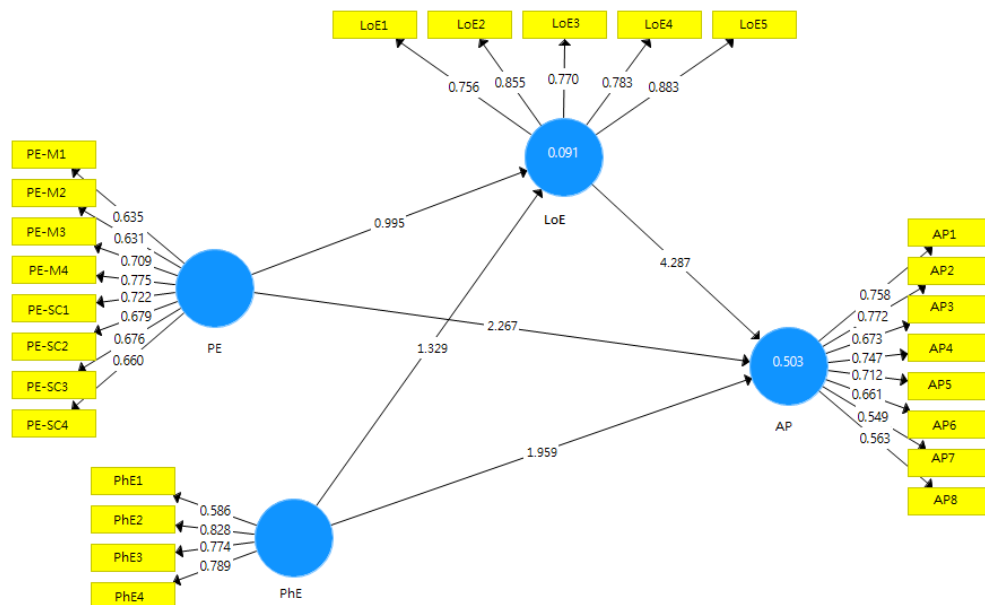 LoE1
LoE2
LoE3
LoE4
LoE5
0.756
0.855
0.770
0.783
0.883
0.091
LoE
PE-M1
PE-M2
PE-M3
PE-M4
PE-SC1
PE-SC2
PE-SC3
PE-SC4
0.635
0.631
0.709
0.775
0.722
0.679
0.676
0.660
PE
0.995
4.287
2.267
1.329
1.959
AP1
AP2
AP3
AP4
AP5
AP6
AP7
AP8
0.758
0.772
0.673
0.747
0.712
0.661
0.549
0.563
0.503
AP
PhE1
PhE2
PhE3
PhE4
0.586
0.828
0.774
0.789
PhE